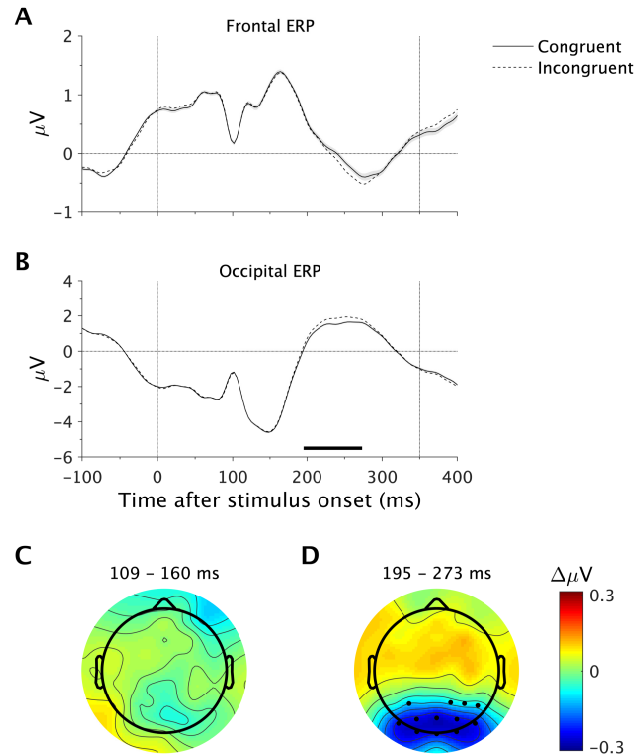 A
Frontal ERP
Congruent
Incongruent
2
1
0
-1
μV
B
Occipital ERP
4
2
0
-2
-4
-6
μV
-100 0 100 200 300 400
Time after stimulus onset (ms)
C
D
109 – 160 ms
195 – 273 ms
ΔμV
0.3
0
-0.3